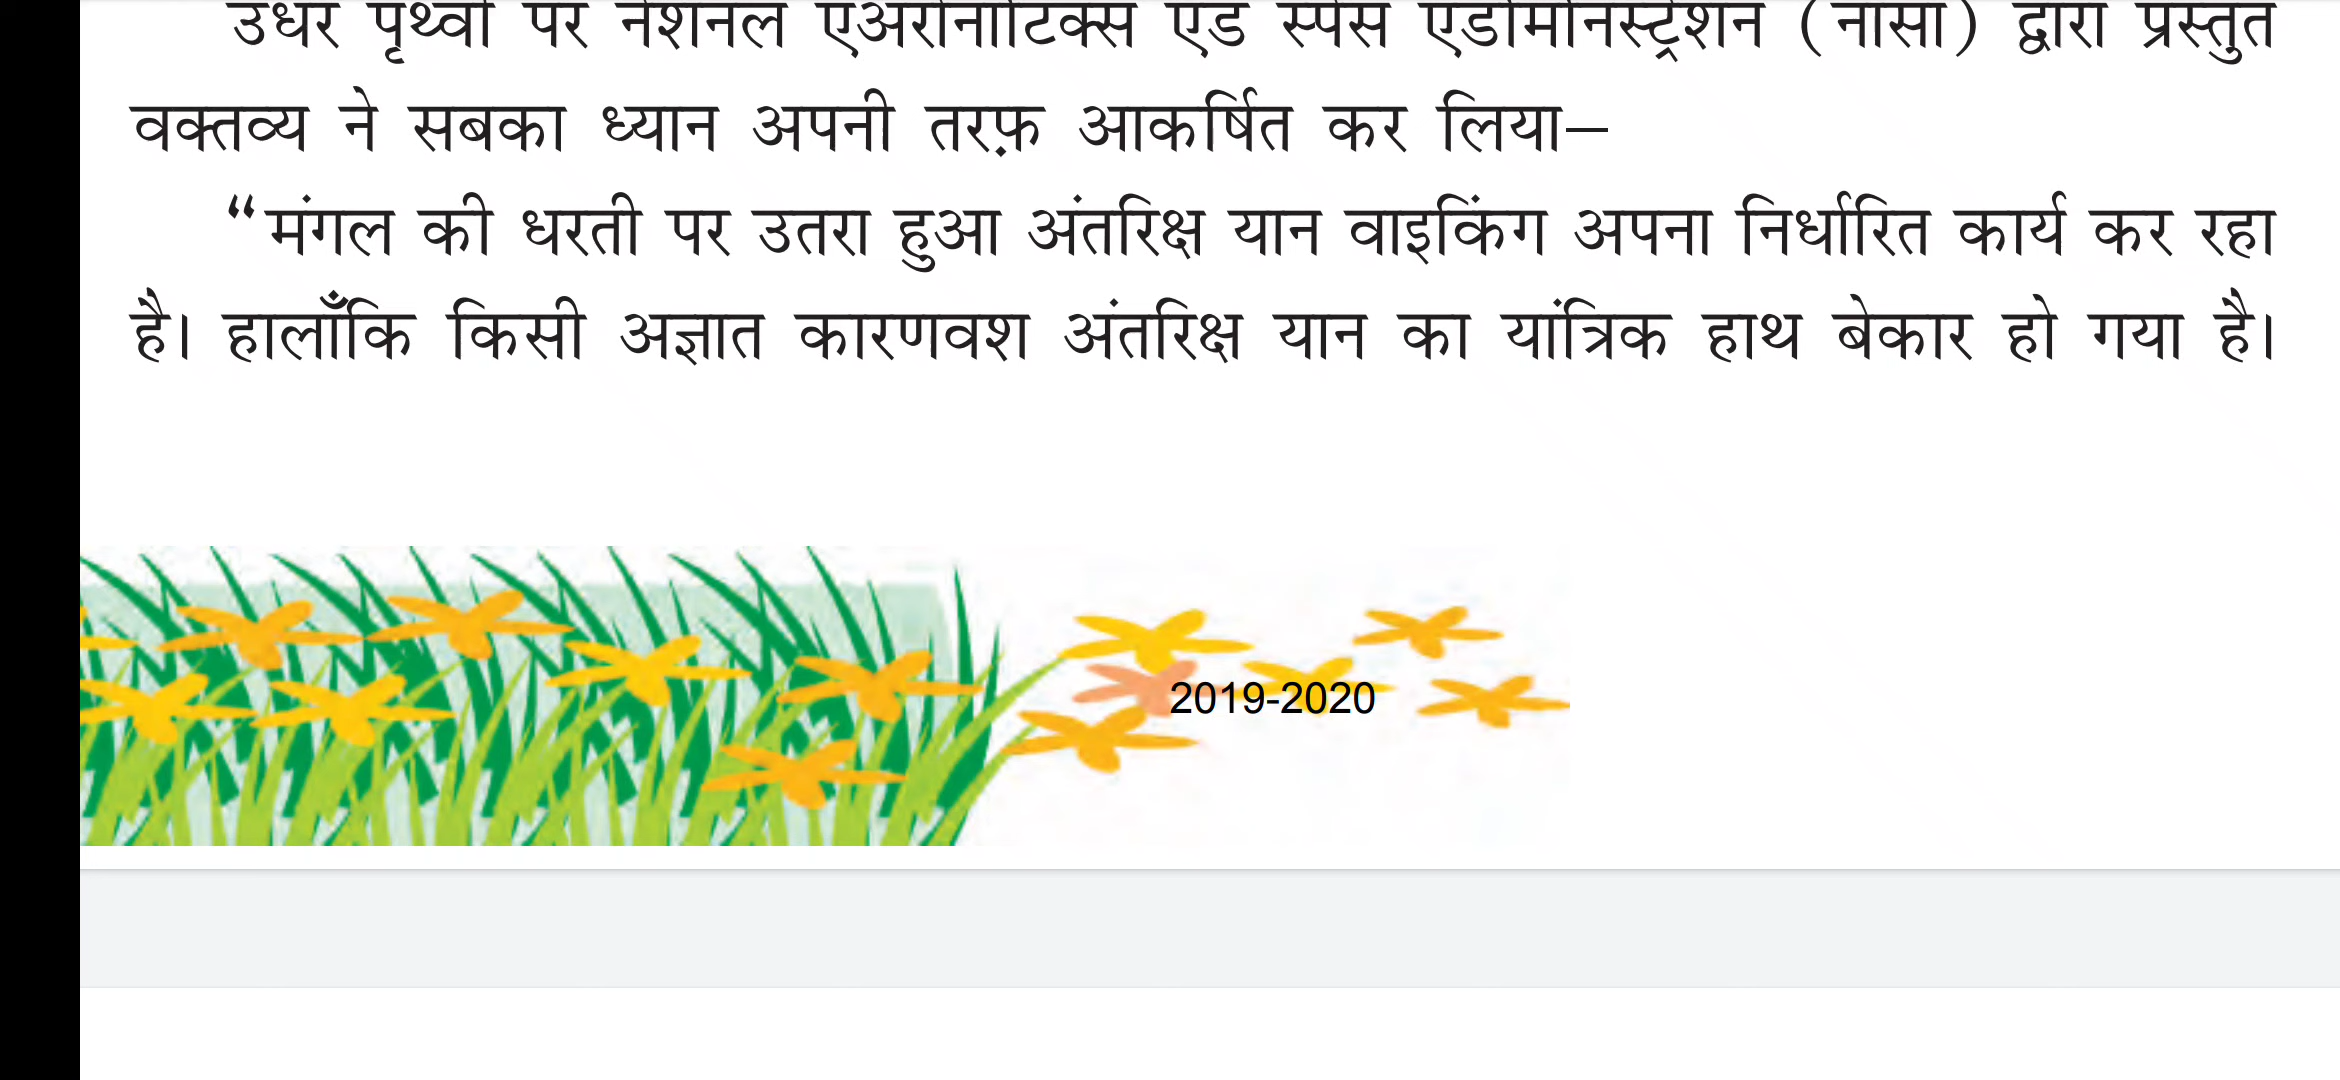 उधर पृथ्वी पर नेशनल एअरोनॉटिक्स एंड स्पेस एडमिनिस्ट्रेशन (नासा) द्वारा प्रस्तुत
वक्तव्य ने सबका ध्यान अपनी तरफ़ आकर्षित कर लिया—
“मंगल की धरती पर उतरा हुआ अंतरिक्ष यान वाइकिंग अपना निर्धारित कार्य कर रहा
है। हालाँकि किसी अज्ञात कारणवश अंतरिक्ष यान का यांत्रिक हाथ बेकार हो गया है।
2019-2020